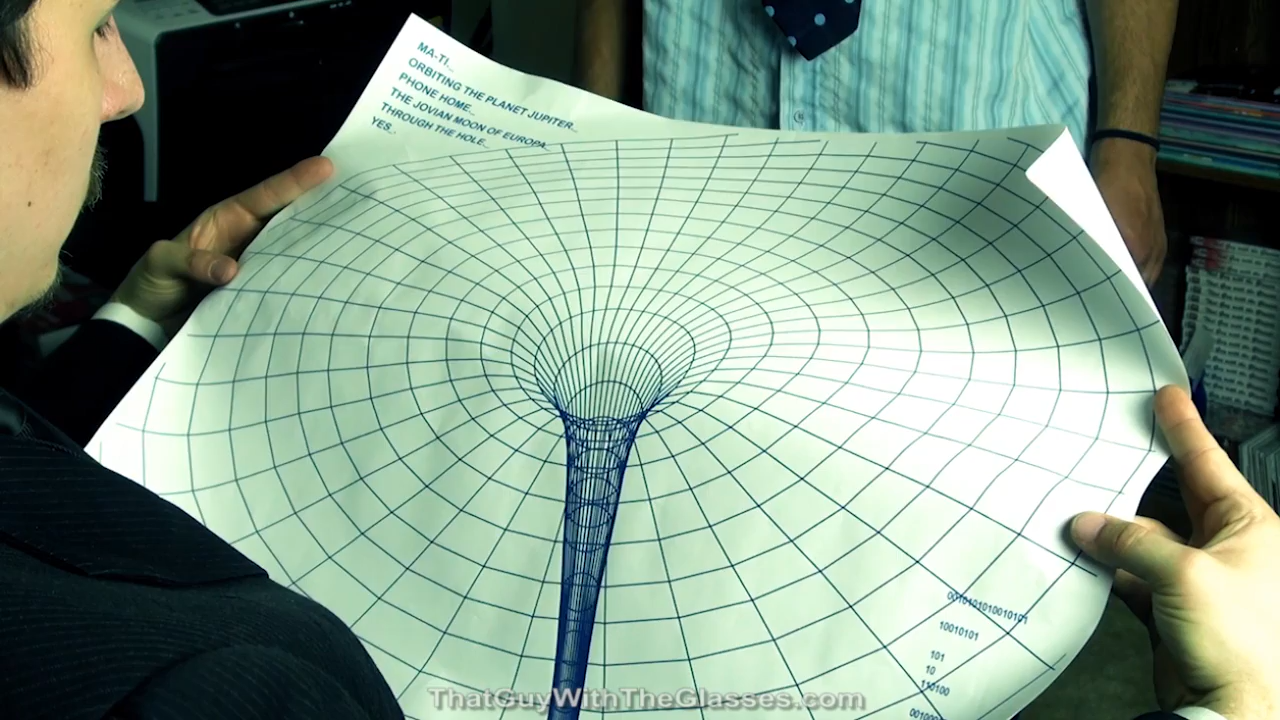 MA-TI...
ORBITING THE PLANET JUPITER...
PHONE HOME...
THE JOVIAN MOON OF EUROPA...
THROUGH THE HOLE...
YES...
0010101010010101
10010101
101
10
110100
ThatGuyWithTheGlasses.com